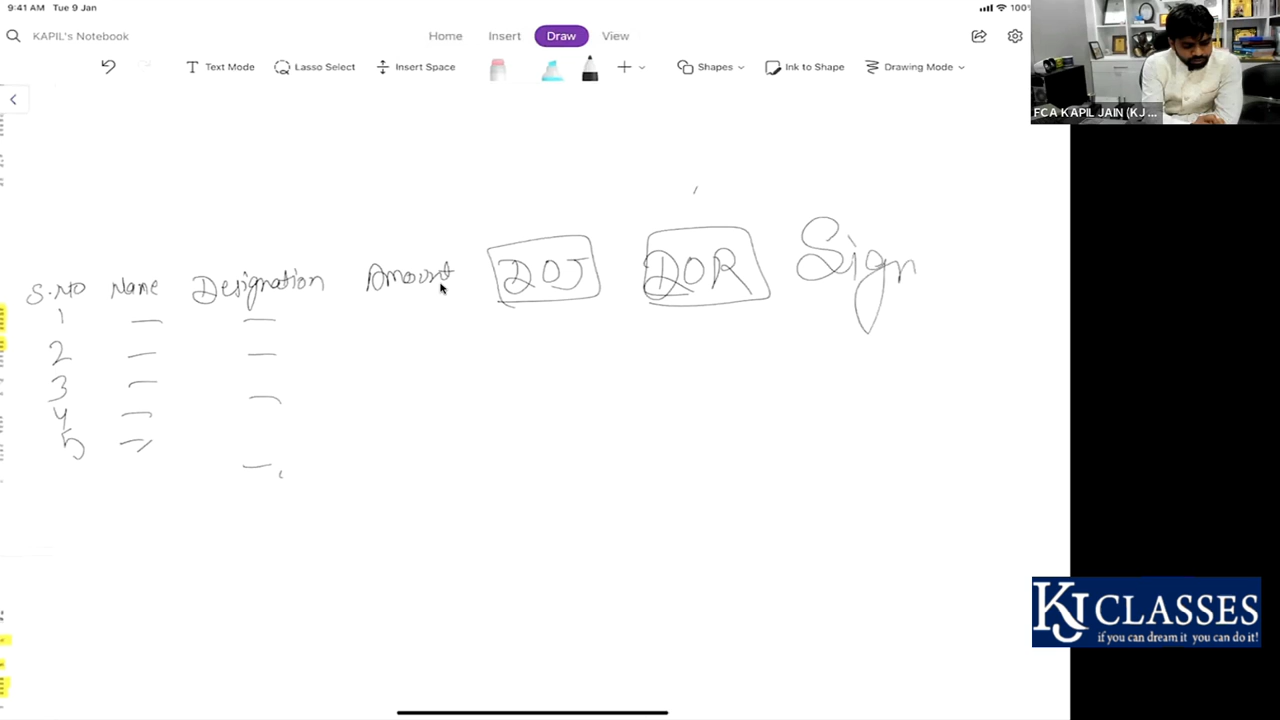 9:41 AM Tue 9 Jan 100%
KAPIL's Notebook Home Insert Draw View
Text Mode Lasso Select Insert Space Shapes Ink to Shape Drawing Mode
FCA KAPIL JAIN (KJ ...
S.NO Name Designation Amount DOJ DOR Sign
1
2
3
4
5
KJ CLASSES
if you can dream it you can do it!